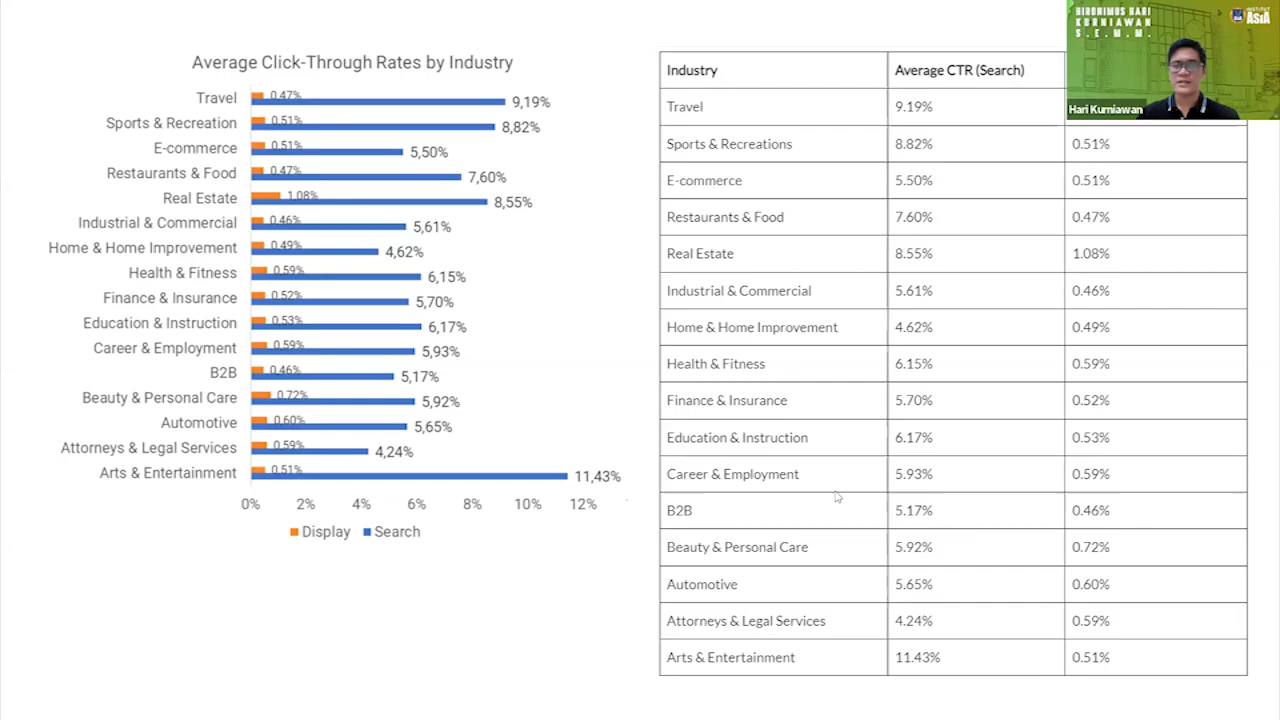 Average Click-Through Rates by Industry
Travel 0.47% 9,19%
Sports & Recreation 0.51% 8,82%
E-commerce 0.51% 5,50%
Restaurants & Food 0.47% 7,60%
Real Estate 1.08% 8,55%
Industrial & Commercial 0.46% 5,61%
Home & Home Improvement 0.49% 4,62%
Health & Fitness 0.59% 6,15%
Finance & Insurance 0.52% 5,70%
Education & Instruction 0.53% 6,17%
Career & Employment 0.59% 5,93%
B2B 0.46% 5,17%
Beauty & Personal Care 0.72% 5,92%
Automotive 0.60% 5,65%
Attorneys & Legal Services 0.59% 4,24%
Arts & Entertainment 0.51% 11,43%
0% 2% 4% 6% 8% 10% 12%
Display Search
Industry Average CTR (Search)
Travel 9.19%
Sports & Recreations 8.82% 0.51%
E-commerce 5.50% 0.51%
Restaurants & Food 7.60% 0.47%
Real Estate 8.55% 1.08%
Industrial & Commercial 5.61% 0.46%
Home & Home Improvement 4.62% 0.49%
Health & Fitness 6.15% 0.59%
Finance & Insurance 5.70% 0.52%
Education & Instruction 6.17% 0.53%
Career & Employment 5.93% 0.59%
B2B 5.17% 0.46%
Beauty & Personal Care 5.92% 0.72%
Automotive 5.65% 0.60%
Attorneys & Legal Services 4.24% 0.59%
Arts & Entertainment 11.43% 0.51%
HIRONIMUS HARI
KURNIAWAN
S.E.M.M.
INSTITUT
ASIA
Hari Kurniawan